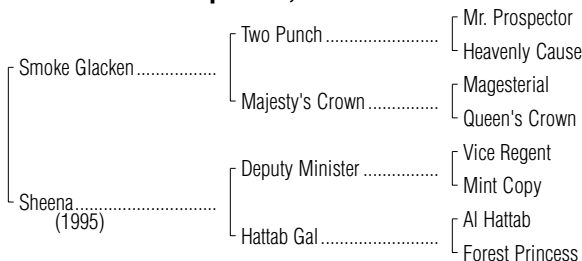 Mr. Prospector
Two Punch ........................
Heavenly Cause
Smoke Glacken ................
Magesterial
Majesty's Crown ...............
Queen's Crown
Vice Regent
Deputy Minister ................
Mint Copy
Sheena ...............................
(1995)
Al Hattab
Hattab Gal .........................
Forest Princess